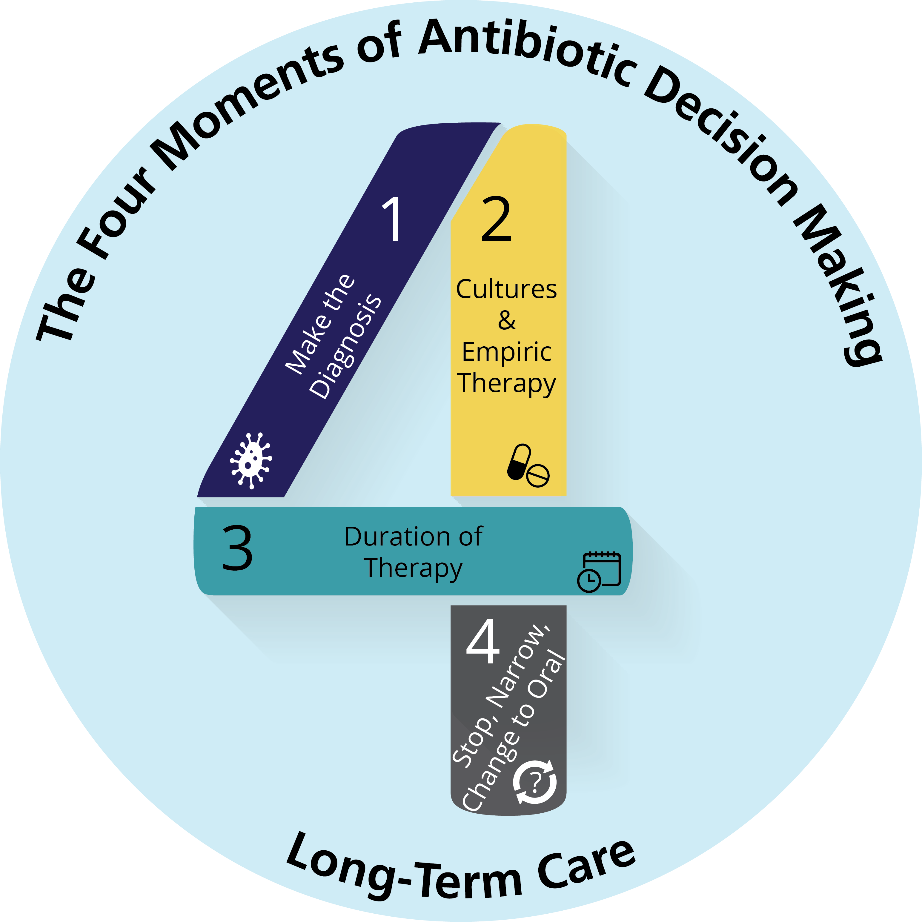 The Four Moments of Antibiotic Decision Making
1
Make the
Diagnosis
2
Cultures
&
Empiric
Therapy
3
Duration of
Therapy
4
Stop, Narrow,
Change to Oral
?
Long-Term Care